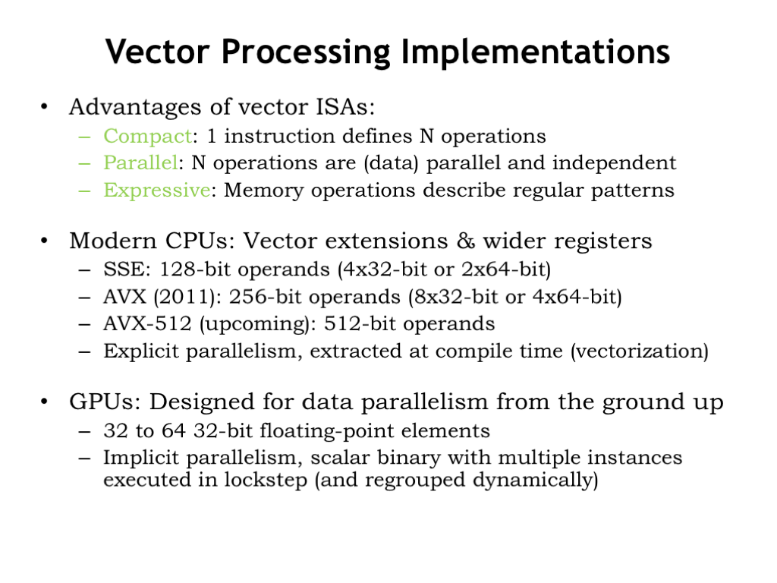 Vector Processing Implementations
• Advantages of vector ISAs:
– Compact: 1 instruction defines N operations
– Parallel: N operations are (data) parallel and independent
– Expressive: Memory operations describe regular patterns
• Modern CPUs: Vector extensions & wider registers
– SSE: 128-bit operands (4x32-bit or 2x64-bit)
– AVX (2011): 256-bit operands (8x32-bit or 4x64-bit)
– AVX-512 (upcoming): 512-bit operands
– Explicit parallelism, extracted at compile time (vectorization)
• GPUs: Designed for data parallelism from the ground up
– 32 to 64 32-bit floating-point elements
– Implicit parallelism, scalar binary with multiple instances
executed in lockstep (and regrouped dynamically)